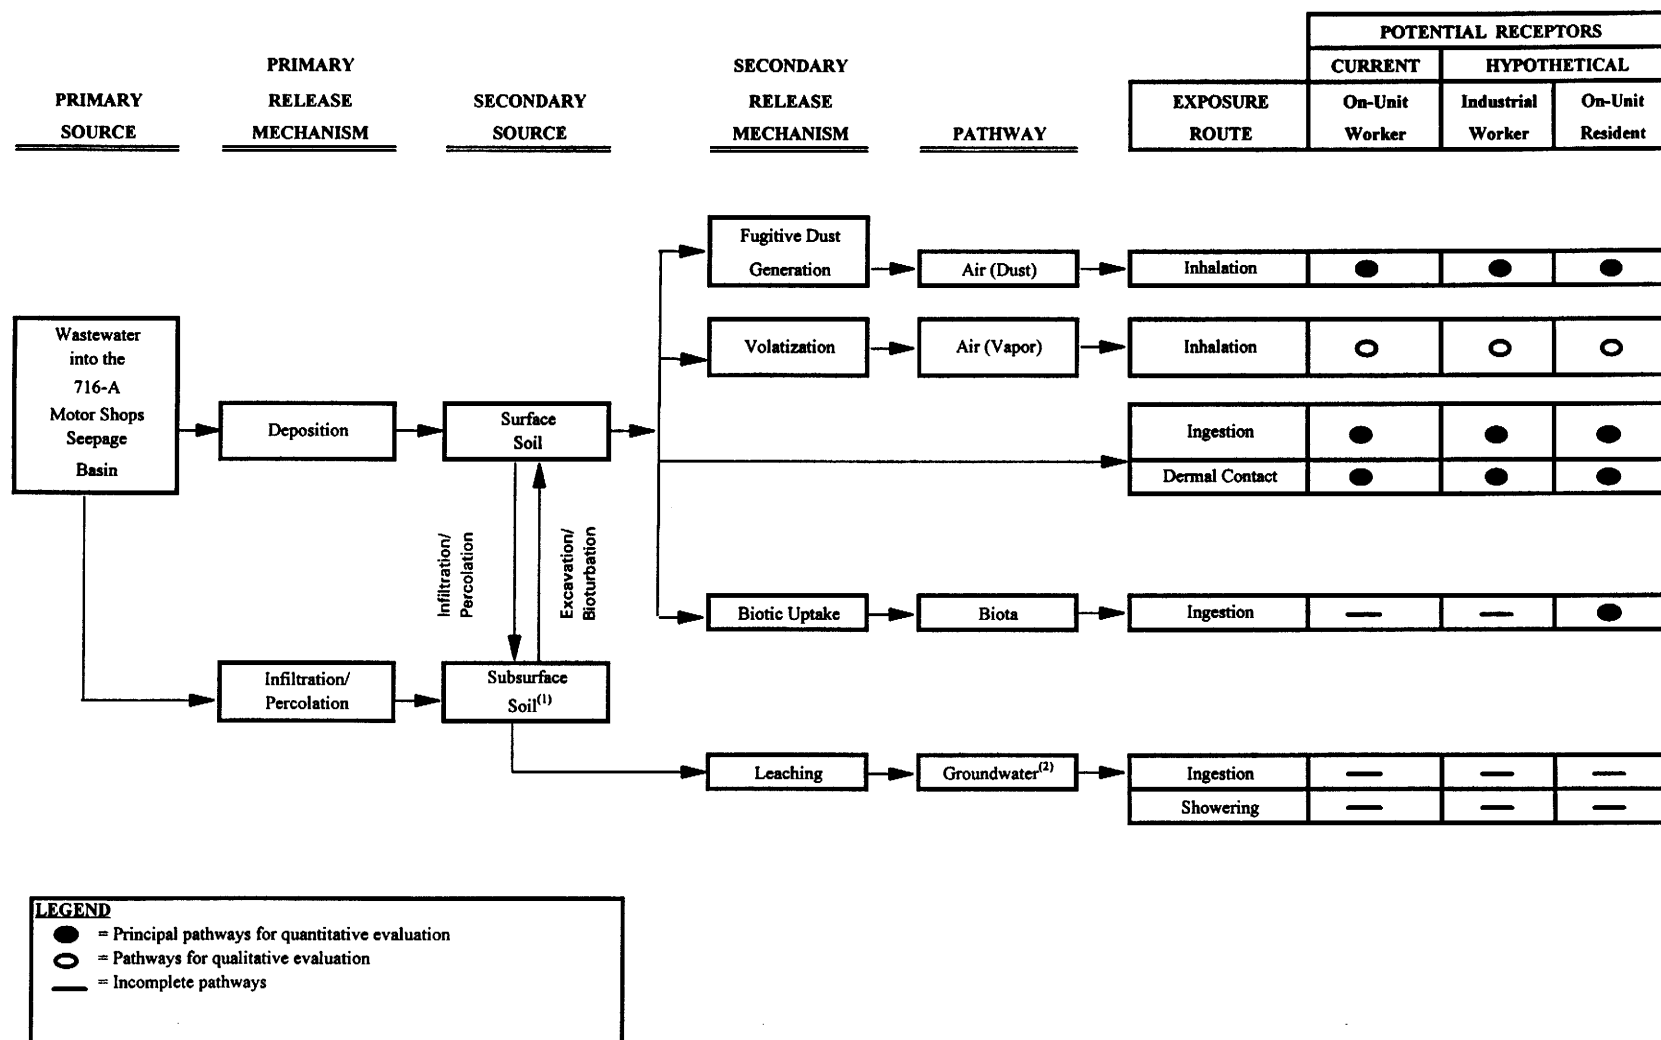 POTENTIAL RECEPTORS
CURRENT
HYPOTHETICAL
PRIMARY
SOURCE
PRIMARY
RELEASE
MECHANISM
SECONDARY
SOURCE
SECONDARY
RELEASE
MECHANISM
PATHWAY
EXPOSURE
ROUTE
On-Unit
Worker
Industrial
Worker
On-Unit
Resident
Fugitive Dust
Generation
Air (Dust)
Inhalation
Volatization
Air (Vapor)
Inhalation
Wastewater
into the
716-A
Motor Shops
Seepage
Basin
Deposition
Surface
Soil
Ingestion
Dermal Contact
Infiltration/
Percolation
Excavation/
Bioturbation
Biotic Uptake
Biota
Ingestion
Infiltration/
Percolation
Subsurface
Soil(1)
Leaching
Groundwater(2)
Ingestion
Showering
LEGEND
= Principal pathways for quantitative evaluation
= Pathways for qualitative evaluation
= Incomplete pathways